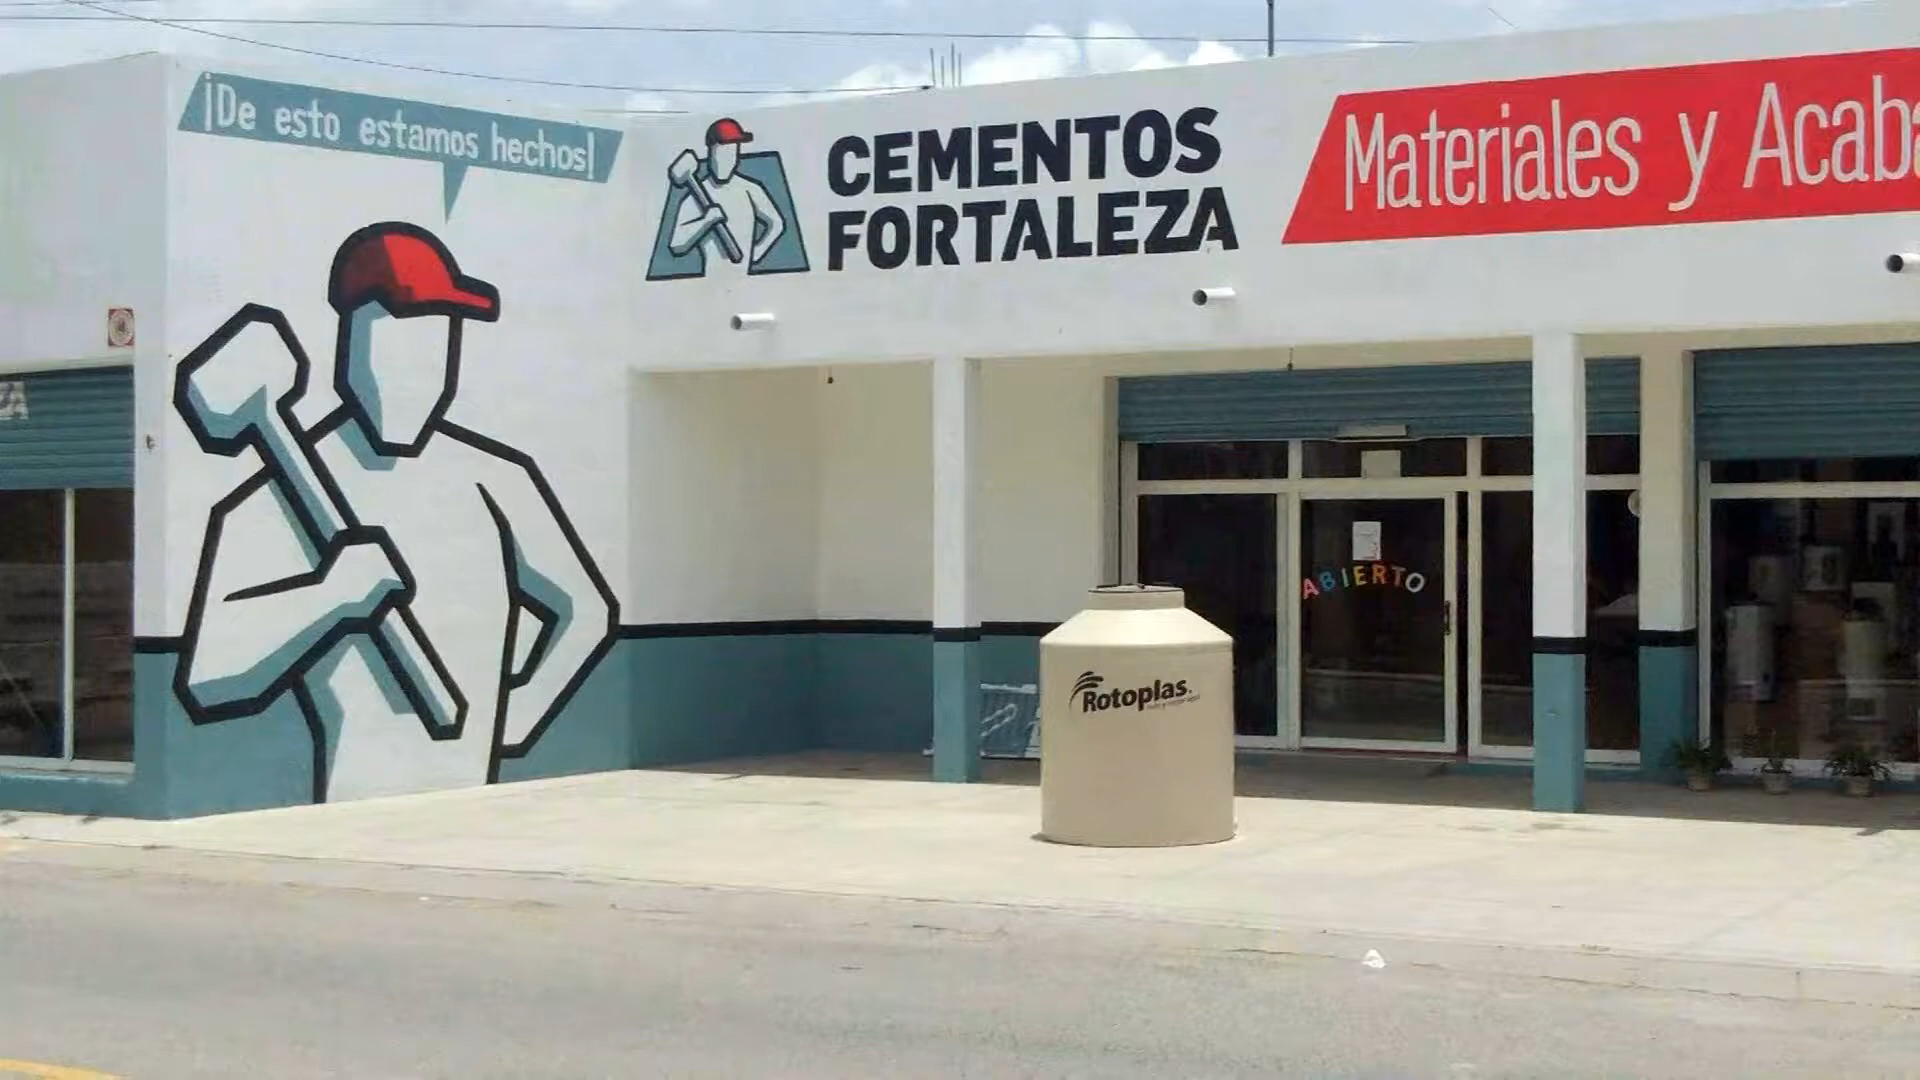 ¡De esto estamos hechos!
CEMENTOS
FORTALEZA
Materiales y Acaba
ABIERTO
Rotoplas